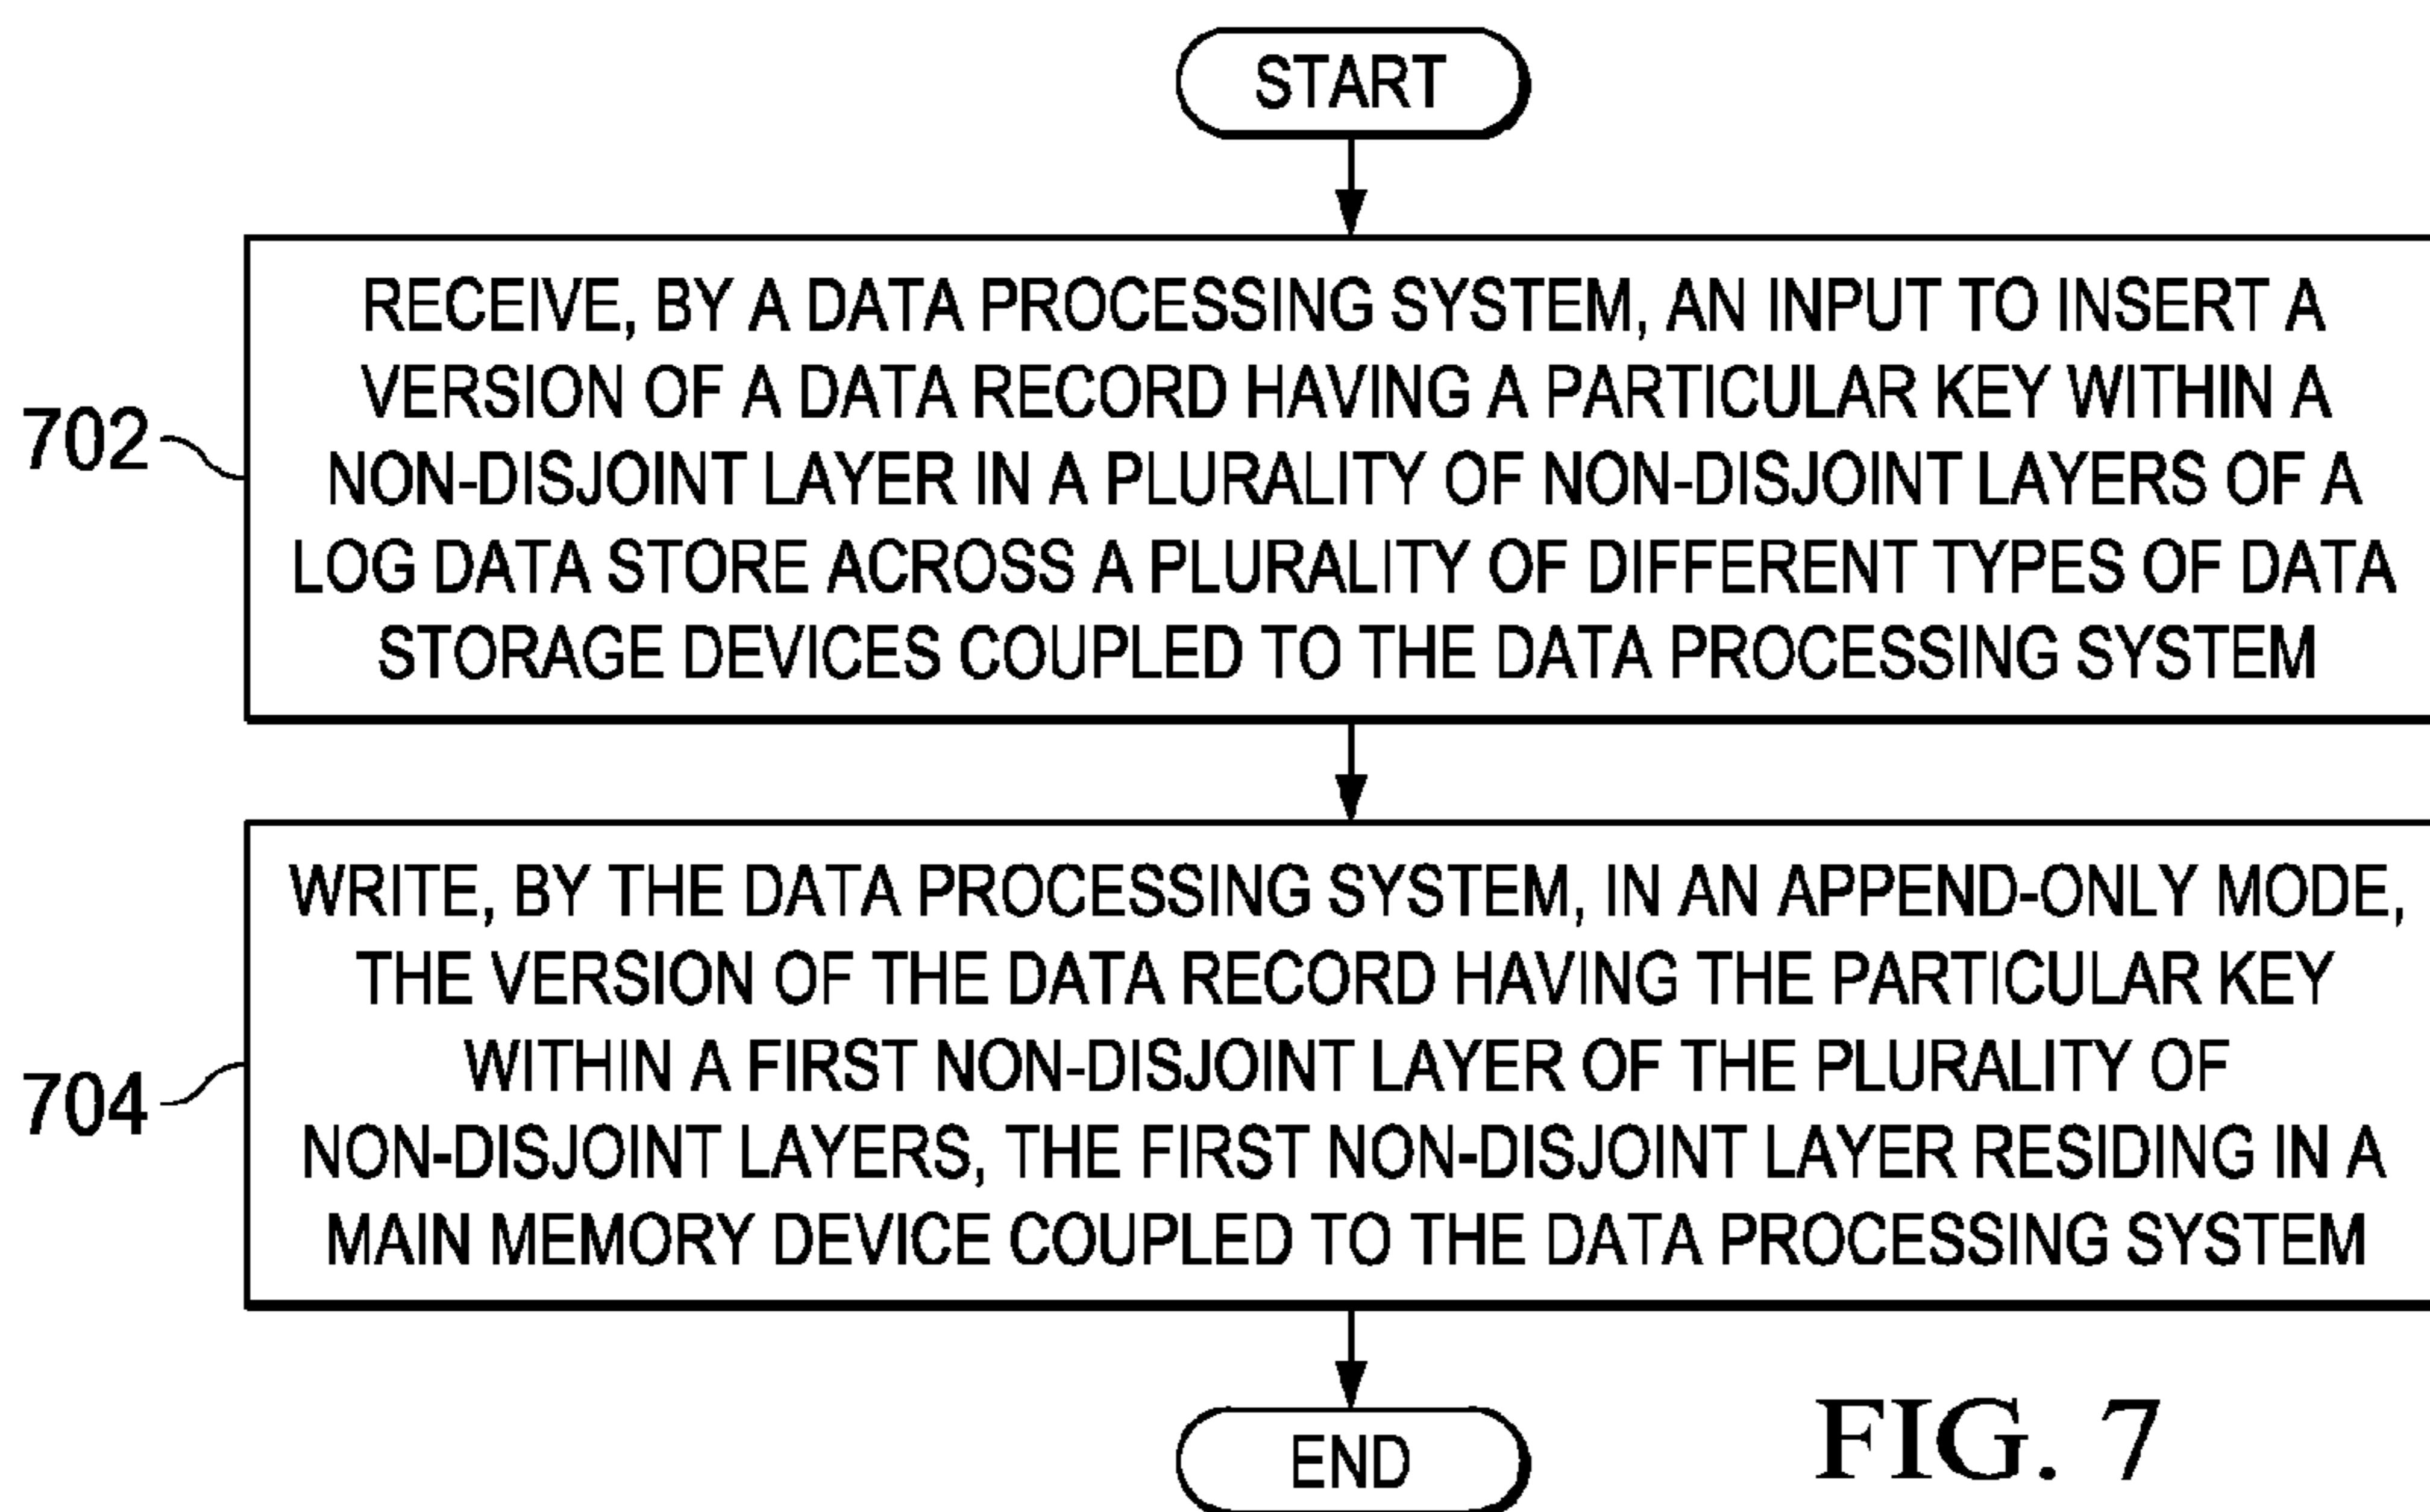 START
RECEIVE, BY A DATA PROCESSING SYSTEM, AN INPUT TO INSERT A
VERSION OF A DATA RECORD HAVING A PARTICULAR KEY WITHIN A
702
NON-DISJOINT LAYER IN A PLURALITY OF NON-DISJOINT LAYERS OF A
LOG DATA STORE ACROSS A PLURALITY OF DIFFERENT TYPES OF DATA
STORAGE DEVICES COUPLED TO THE DATA PROCESSING SYSTEM
WRITE, BY THE DATA PROCESSING SYSTEM, IN AN APPEND-ONLY MODE,
THE VERSION OF THE DATA RECORD HAVING THE PARTICULAR KEY
WITHIN A FIRST NON-DISJOINT LAYER OF THE PLURALITY OF
704
NON-DISJOINT LAYERS, THE FIRST NON-DISJOINT LAYER RESIDING IN A
MAIN MEMORY DEVICE COUPLED TO THE DATA PROCESSING SYSTEM
END
FIG. 7